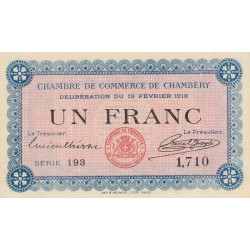 CHAMBRE DE COMMERCE DE CHAMBÉRY
DÉLIBÉRATION DU 19 FÉVRIER 1916
UN FRANC
Le Trésorier, Le Président,
SÉRIE 193 1,710